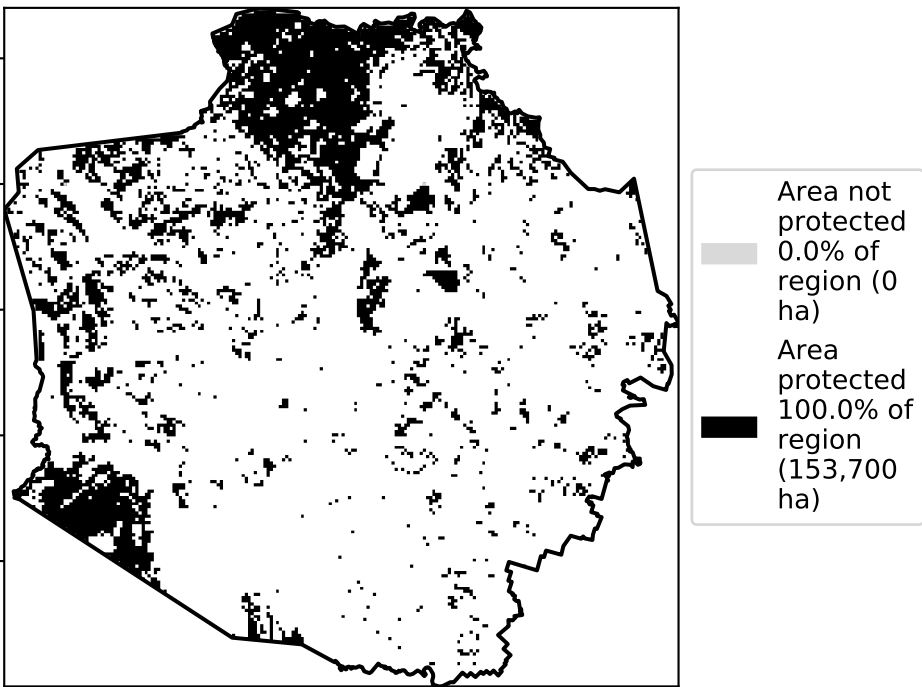 Area not
protected
0.0% of
region (0
ha)
Area
protected
100.0% of
region
(153,700
ha)